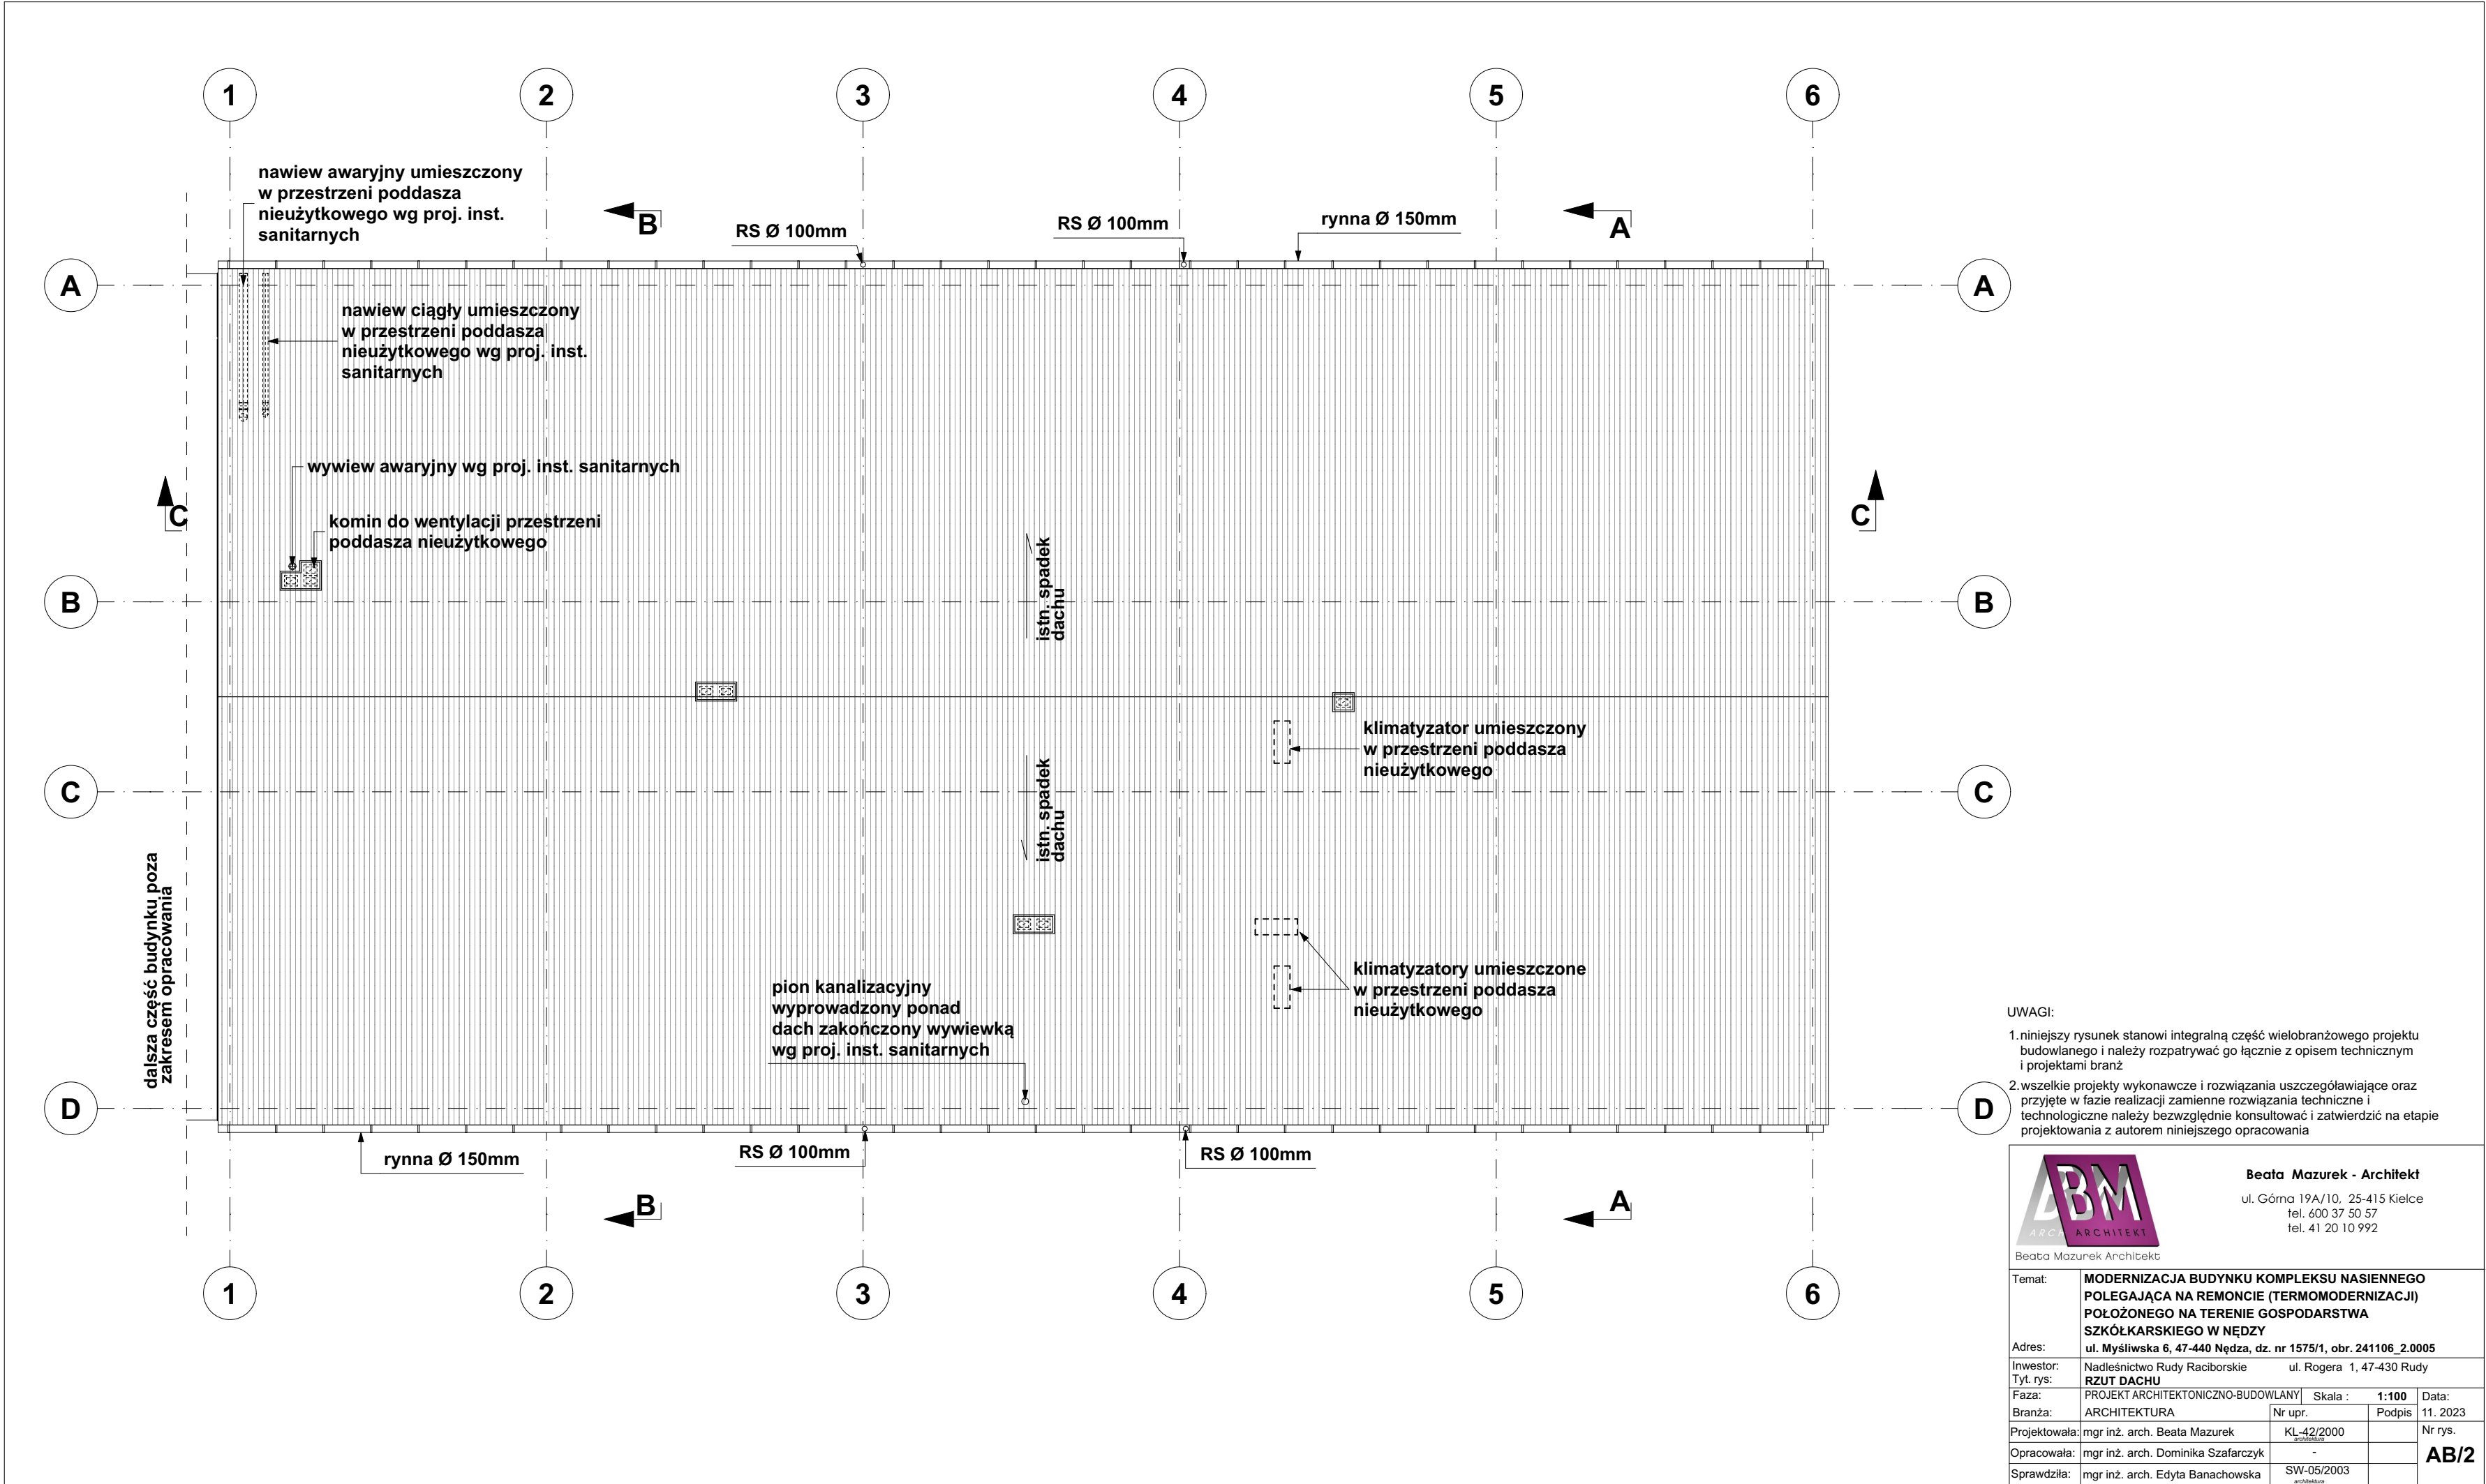 1
2
3
4
5
6
nawiew awaryjny umieszczony
w przestrzeni poddasza
nieużytkowego wg proj. inst.
sanitarnych
B
RS Ø 100mm
RS Ø 100mm
rynna Ø 150mm
A
A
A
nawiew ciągły umieszczony
w przestrzeni poddasza
nieużytkowego wg proj. inst.
sanitarnych
wywiew awaryjny wg proj. inst. sanitarnych
C
C
komin do wentylacji przestrzeni
poddasza nieużytkowego
istn. spadek
dachu
B
B
klimatyzator umieszczony
w przestrzeni poddasza
nieużytkowego
istn. spadek
dachu
C
C
dalsza część budynku poza
zakresem opracowania
klimatyzatory umieszczone
w przestrzeni poddasza
nieużytkowego
pion kanalizacyjny
wyprowadzony ponad
dach zakończony wywiewką
wg proj. inst. sanitarnych
D
D
rynna Ø 150mm
RS Ø 100mm
RS Ø 100mm
B
A
1
2
3
4
5
6
UWAGI:
1. niniejszy rysunek stanowi integralną część wielobranżowego projektu
budowlanego i należy rozpatrywać go łącznie z opisem technicznym
i projektami branż
2. wszelkie projekty wykonawcze i rozwiązania uszczegóławiające oraz
przyjęte w fazie realizacji zamienne rozwiązania techniczne i
technologiczne należy bezwzględnie konsultować i zatwierdzić na etapie
projektowania z autorem niniejszego opracowania
BBM
ARCH ARCHITEKT
Beata Mazurek Architekt
Beata Mazurek - Architekt
ul. Górna 19A/10, 25-415 Kielce
tel. 600 37 50 57
tel. 41 20 10 992
Temat: MODERNIZACJA BUDYNKU KOMPLEKSU NASIENNEGO
POLEGAJĄCA NA REMONCIE (TERMOMODERNIZACJI)
POŁOŻONEGO NA TERENIE GOSPODARSTWA
SZKÓŁKARSKIEGO W NĘDZY
Adres: ul. Myśliwska 6, 47-440 Nędza, dz. nr 1575/1, obr. 241106_2.0005
Inwestor: Nadleśnictwo Rudy Raciborskie ul. Rogera 1, 47-430 Rudy
Tyt. rys: RZUT DACHU
Faza: PROJEKT ARCHITEKTONICZNO-BUDOWLANY Skala : 1:100 Data:
Branża: ARCHITEKTURA Nr upr. Podpis 11. 2023
Projektowała: mgr inż. arch. Beata Mazurek KL-42/2000 Nr rys.
architektura
Opracowała: mgr inż. arch. Dominika Szafarczyk - AB/2
Sprawdziła: mgr inż. arch. Edyta Banachowska SW-05/2003
architektura